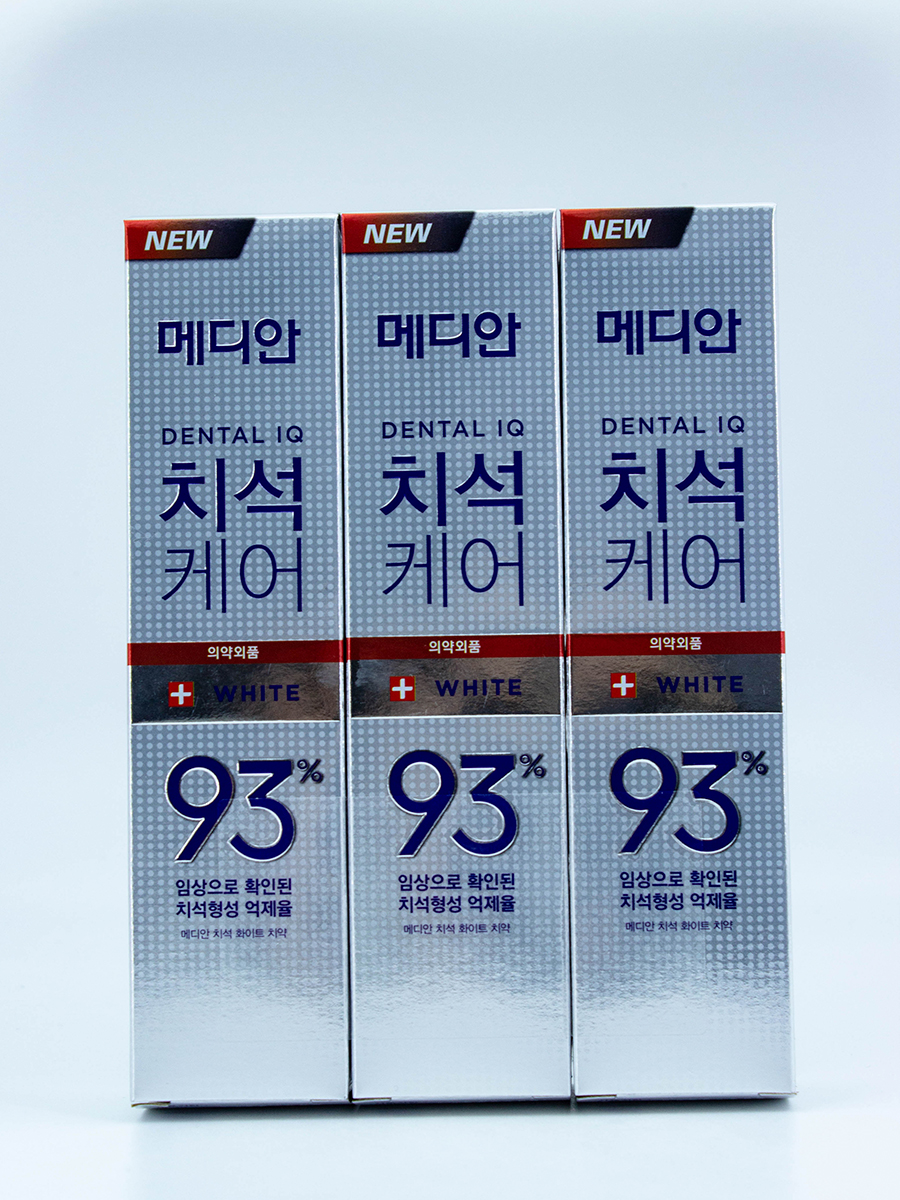 NEW
메디안
DENTAL IQ
치석
케어
의약외품
WHITE
93%
임상으로 확인된
치석형성 억제율
메디안 치석 화이트 치약
NEW
메디안
DENTAL IQ
치석
케어
의약외품
WHITE
93%
임상으로 확인된
치석형성 억제율
메디안 치석 화이트 치약
NEW
메디안
DENTAL IQ
치석
케어
의약외품
WHITE
93%
임상으로 확인된
치석형성 억제율
메디안 치석 화이트 치약